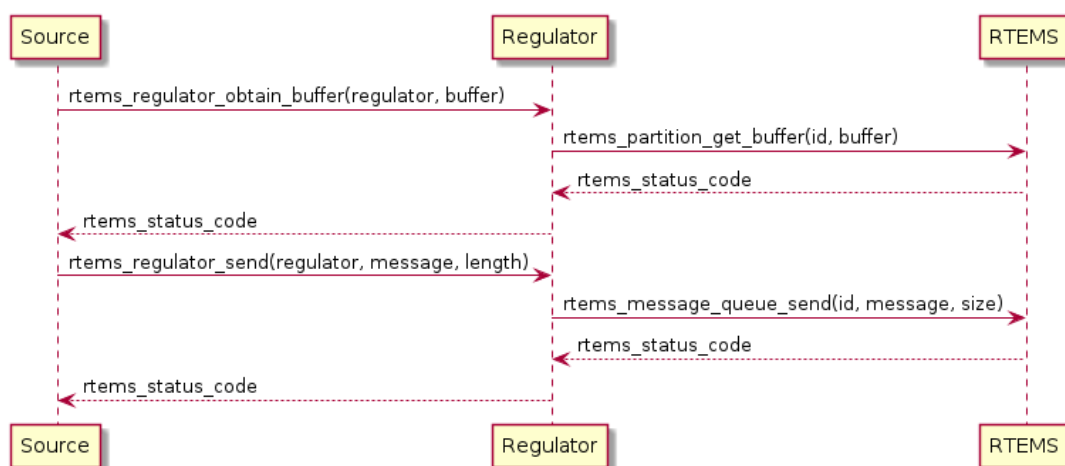 Source
Regulator
RTEMS
rtems_regulator_obtain_buffer(regulator, buffer)
rtems_partition_get_buffer(id, buffer)
rtems_status_code
rtems_status_code
rtems_regulator_send(regulator, message, length)
rtems_message_queue_send(id, message, size)
rtems_status_code
rtems_status_code
Source
Regulator
RTEMS